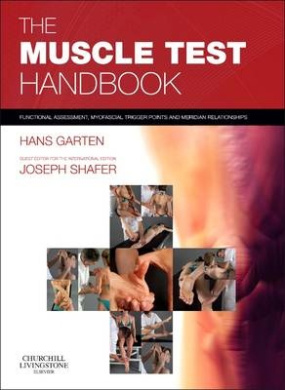 THE
MUSCLE TEST
HANDBOOK
FUNCTIONAL ASSESSMENT, MYOFASCIAL TRIGGER POINTS AND MERIDIAN RELATIONSHIPS
HANS GARTEN
GUEST EDITOR FOR THE INTERNATIONAL EDITION
JOSEPH SHAFER
CHURCHILL
LIVINGSTONE
ELSEVIER